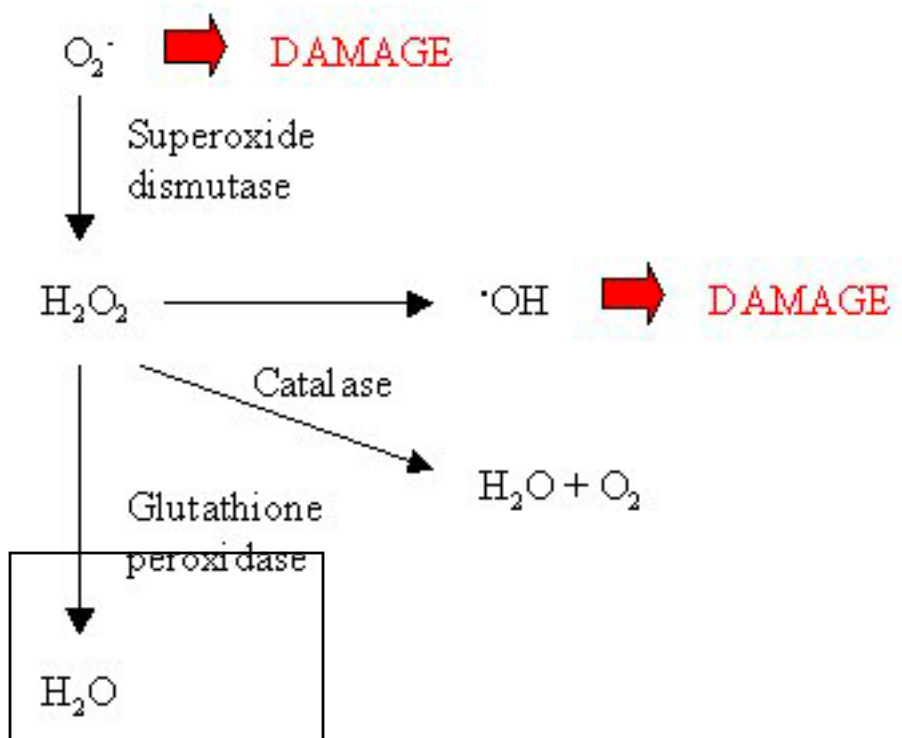 O₂˙ DAMAGE
Superoxide
dismutase
H₂O₂ ˙OH DAMAGE
Catalase
H₂O + O₂
Glutathione
peroxidase
H₂O